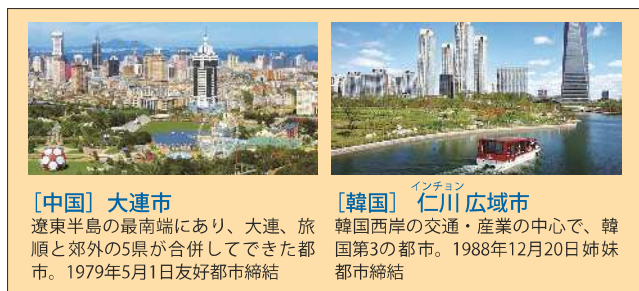 [中国] 大連市
遼東半島の最南端にあり、大連、旅
順と郊外の5県が合併してできた都
市。1979年5月1日友好都市締結
インチョン
[韓国] 仁川広域市
韓国西岸の交通・産業の中心で、韓
国第3の都市。1988年12月20日姉妹
都市締結